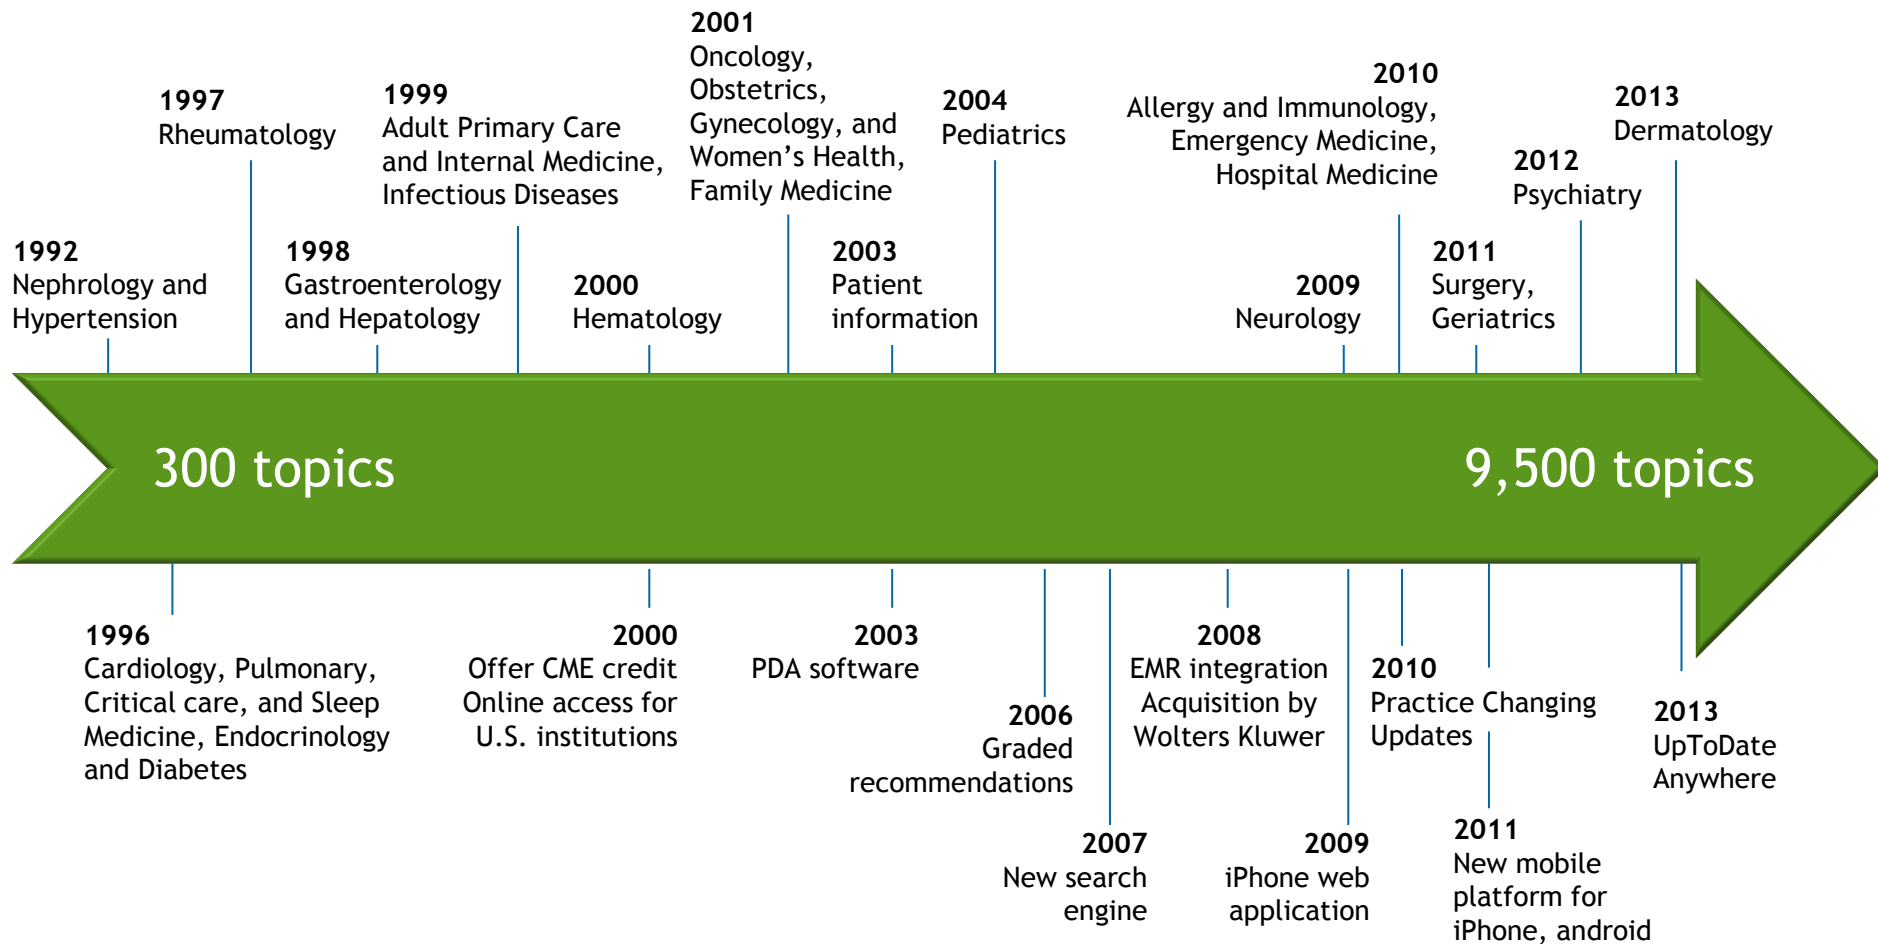 1992
Nephrology and
Hypertension
1997
Rheumatology
1998
Gastroenterology
and Hepatology
1999
Adult Primary Care
and Internal Medicine,
Infectious Diseases
2000
Hematology
2001
Oncology,
Obstetrics,
Gynecology, and
Women’s Health,
Family Medicine
2003
Patient
information
2004
Pediatrics
2009
Neurology
2010
Allergy and Immunology,
Emergency Medicine,
Hospital Medicine
2011
Surgery,
Geriatrics
2012
Psychiatry
2013
Dermatology
300 topics
9,500 topics
1996
Cardiology, Pulmonary,
Critical care, and Sleep
Medicine, Endocrinology
and Diabetes
2000
Offer CME credit
Online access for
U.S. institutions
2003
PDA software
2006
Graded
recommendations
2007
New search
engine
2008
EMR integration
Acquisition by
Wolters Kluwer
2009
iPhone web
application
2010
Practice Changing
Updates
2011
New mobile
platform for
iPhone, android
2013
UpToDate
Anywhere